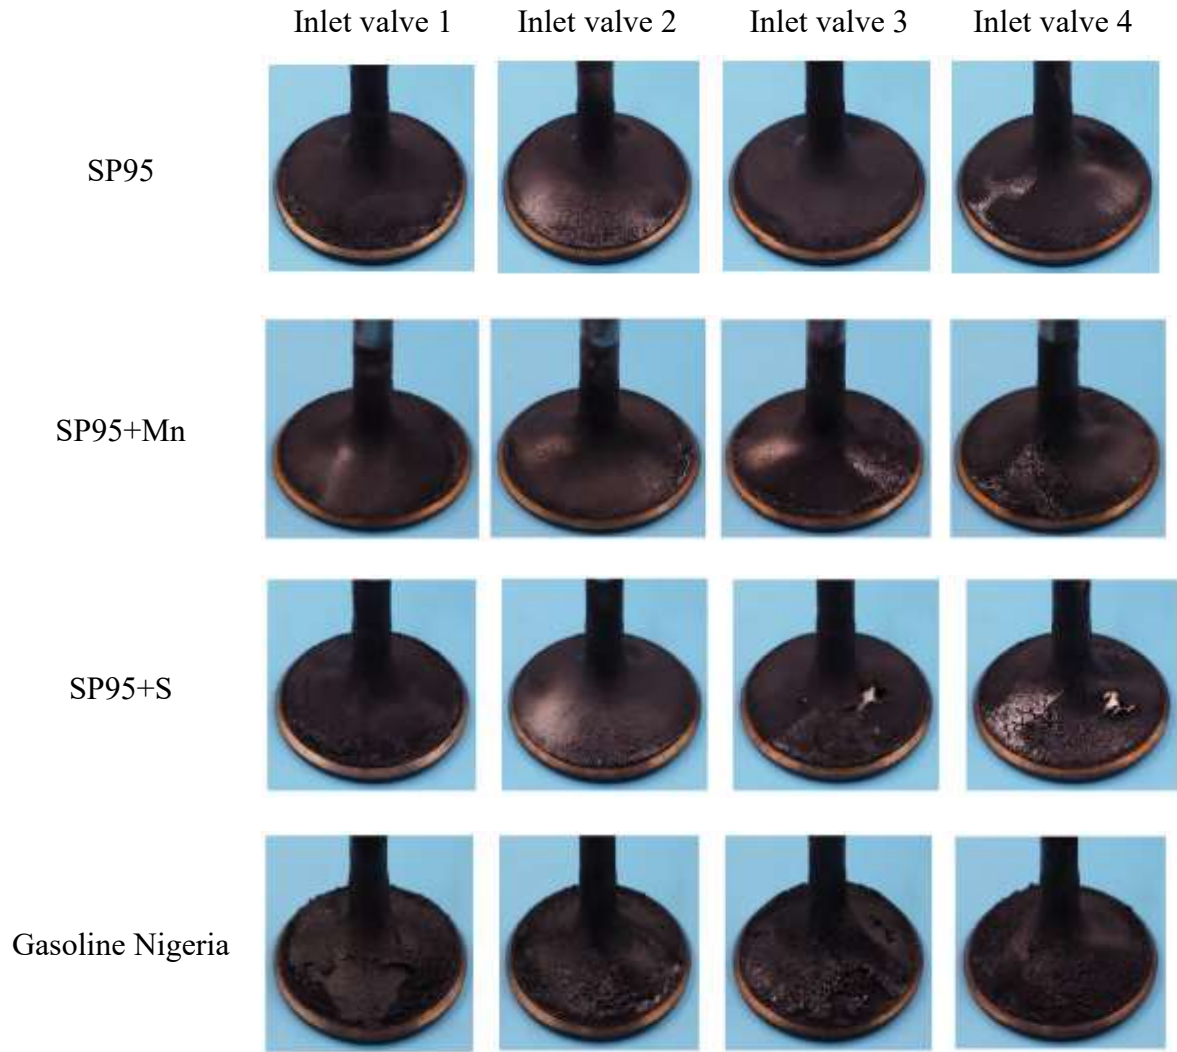 Inlet valve 1 Inlet valve 2 Inlet valve 3 Inlet valve 4
SP95
SP95+Mn
SP95+S
Gasoline Nigeria